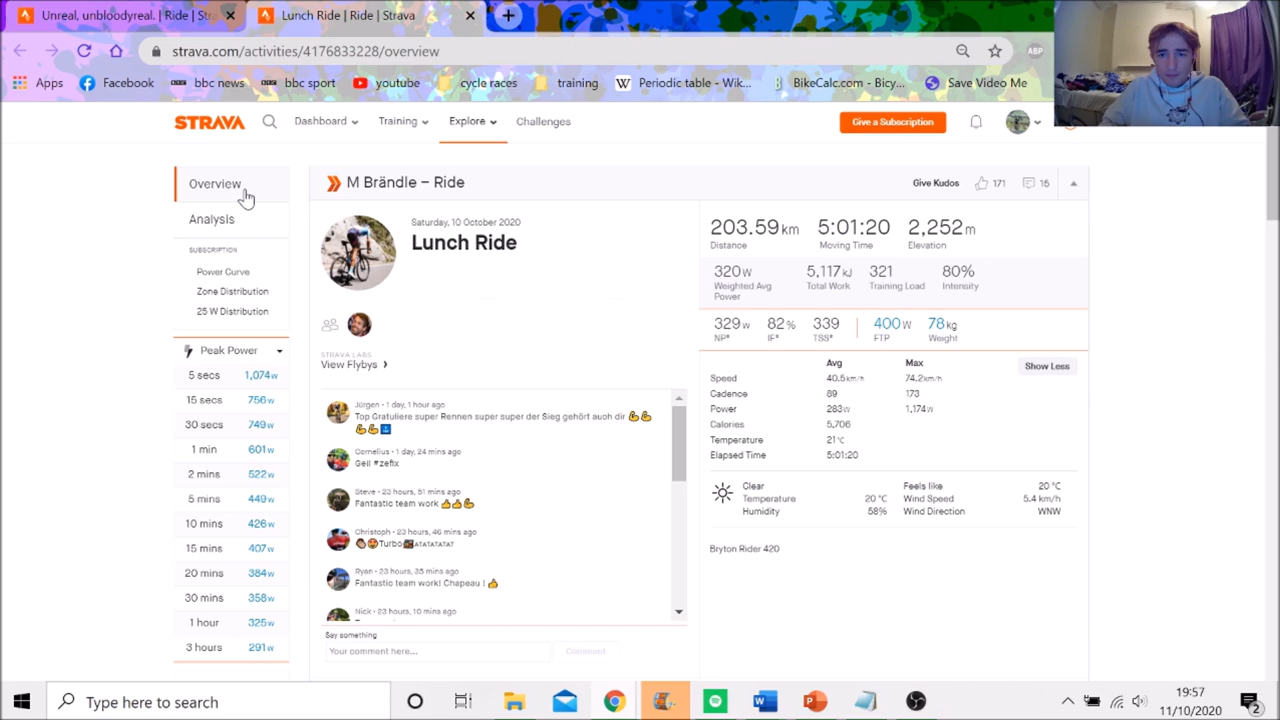 Unreal, unbloodyreal. | Ride | Stra
Lunch Ride | Ride | Strava
strava.com/activities/4176833228/overview
ABP
Apps
Facebook
bbc news
bbc sport
youtube
cycle races
training
Periodic table - Wik...
BikeCalc.com - Bicy...
Save Video Me
STRAVA
Dashboard
Training
Explore
Challenges
Give a Subscription
Overview
Analysis
SUBSCRIPTION
Power Curve
Zone Distribution
25 W Distribution
Peak Power
5 secs 1,074w
15 secs 756w
30 secs 749w
1 min 601w
2 mins 522w
5 mins 449w
10 mins 426w
15 mins 407w
20 mins 384w
30 mins 358w
1 hour 325w
3 hours 291w
M Brändle – Ride
Give Kudos 171 15
Saturday, 10 October 2020
Lunch Ride
STRAVA LABS
View Flybys
Jürgen - 1 day, 1 hour ago
Top Gratuliere super Rennen super super der Sieg gehört auch dir 💪💪
💪💪
Cornelius - 1 day, 24 mins ago
Geil #zefix
Steve - 23 hours, 51 mins ago
Fantastic team work 👍👍💪
Christoph - 23 hours, 46 mins ago
Ryan - 23 hours, 35 mins ago
Fantastic team work! Chapeau ! 👍
Nick - 23 hours, 10 mins ago
Say something
Your comment here...
Comment
203.59km 5:01:20 2,252m
Distance Moving Time Elevation
320W 5,117kJ 321 80%
Weighted Avg Total Work Training Load Intensity
Power
329w 82% 339 400W 78kg
NP* IF* TSS* FTP Weight
Avg Max
Show Less
Speed 40.5km/h 74.2km/h
Cadence 89 173
Power 283W 1,174W
Calories 5,706
Temperature 21℃
Elapsed Time 5:01:20
Clear Feels like 20 ℃
Temperature 20 ℃ Wind Speed 5.4 km/h
Humidity 58% Wind Direction WNW
Bryton Rider 420
Type here to search
19:57
11/10/2020
2